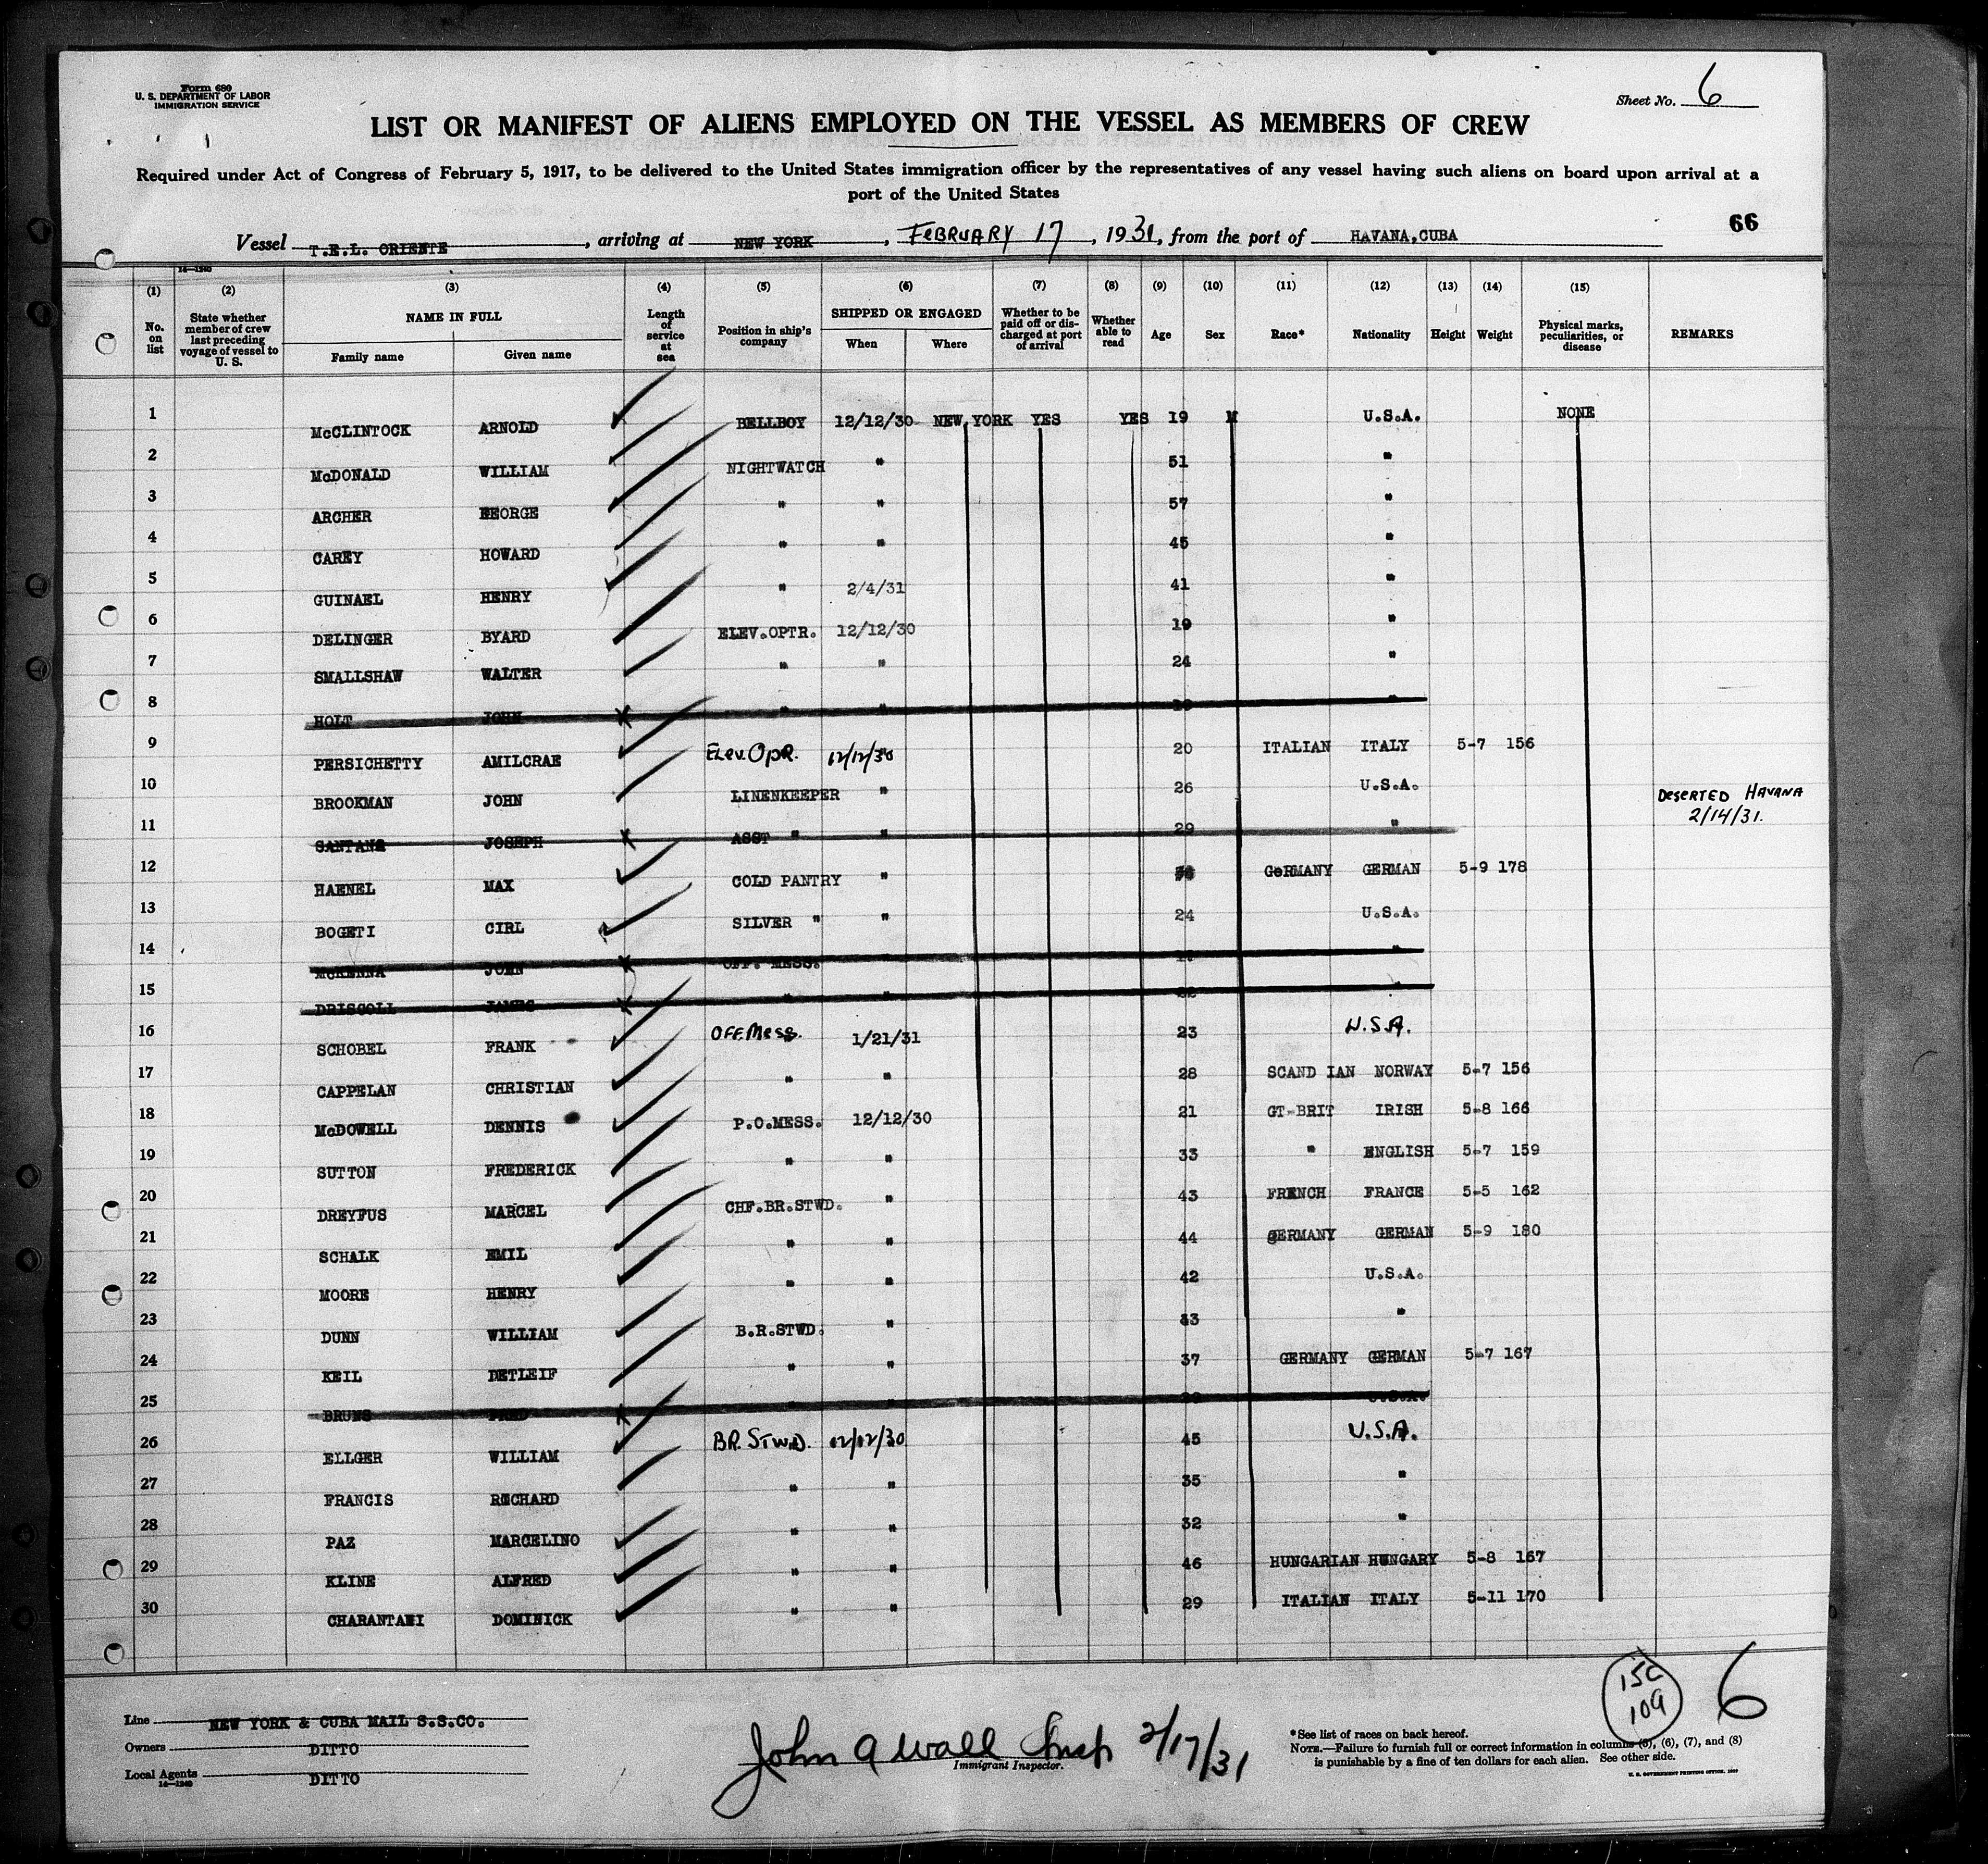 Form 680
U. S. DEPARTMENT OF LABOR
IMMIGRATION SERVICE
Sheet No. 6
LIST OR MANIFEST OF ALIENS EMPLOYED ON THE VESSEL AS MEMBERS OF CREW
Required under Act of Congress of February 5, 1917, to be delivered to the United States immigration officer by the representatives of any vessel having such aliens on board upon arrival at a
port of the United States
66
Vessel T.E.L. ORIENTE, arriving at NEW YORK, FEBRUARY 17, 1931, from the port of HAVANA,CUBA
14—1240
(1) (2) (3) (4) (5) (6) (7) (8) (9) (10) (11) (12) (13) (14) (15)
No. on list State whether member of crew last preceding voyage of vessel to U. S. NAME IN FULL Family name Given name Length of service at sea Position in ship's company SHIPPED OR ENGAGED When Where Whether to be paid off or discharged at port of arrival Whether able to read Age Sex Race* Nationality Height Weight Physical marks, peculiarities, or disease REMARKS
1 McCLINTOCK ARNOLD BELLBOY 12/12/30 NEW YORK YES YES 19 M U.S.A. NONE
2 McDONALD WILLIAM NIGHTWATCH " 51 "
3 ARCHER GEORGE " " 57 "
4 CAREY HOWARD " " 45 "
5 GUINAEL HENRY " 2/4/31 41 "
6 DELINGER BYARD ELEV.OPTR. 12/12/30 19 "
7 SMALLSHAW WALTER " " 24 "
8 HOLT JOHN " " "
9 PERSICHETTY AMILCRAE Elev. Opr. 12/12/30 20 ITALIAN ITALY 5-7 156
10 BROOKMAN JOHN LINENKEEPER " 26 U.S.A.
DESERTED HAVANA
2/14/31.
11 SANTANS JOSEPH ASST " " 29 "
12 HAENEL MAX COLD PANTRY " GERMANY GERMAN 5-9 178
13 BOGETI CIRL SILVER " " 24 U.S.A.
14 McKENNA JOHN OFF. MESS. "
15 DRISCOLL JAMES " " "
16 SCHOBEL FRANK OFF. Mess. 1/21/31 23 U.S.A.
17 CAPPELAN CHRISTIAN " " 28 SCAND IAN NORWAY 5-7 156
18 McDOWELL DENNIS P.O.MESS. 12/12/30 21 GT-BRIT IRISH 5-8 166
19 SUTTON FREDERICK " " 33 " ENGLISH 5-7 159
20 DREYFUS MARCEL CHF.BR.STWD. " 43 FRENCH FRANCE 5-5 162
21 SCHALK EMIL " " 44 GERMANY GERMAN 5-9 180
22 MOORE HENRY " " 42 U.S.A.
23 DUNN WILLIAM B.R.STWD. " 33 "
24 KEIL DETLEIF " " 37 GERMANY GERMAN 5-7 167
25 BRUNS FRED " " U.S.A.
26 ELLGER WILLIAM BR. STWD. 12/12/30 45 U.S.A.
27 FRANCIS RICHARD " " 35 "
28 PAZ MARCELINO " " 32 "
29 KLINE ALFRED " " 46 HUNGARIAN HUNGARY 5-8 167
30 CHARANTANI DOMINICK " " 29 ITALIAN ITALY 5-11 170
15C
109
6
Line NEW YORK & CUBA MAIL S.S.CO.
Owners DITTO
Local Agents DITTO
14—1240
John A Wall Insp 2/17/31
Immigrant Inspector.
*See list of races on back hereof.
NOTE.—Failure to furnish full or correct information in columns (3), (6), (7), and (8)
is punishable by a fine of ten dollars for each alien. See other side.